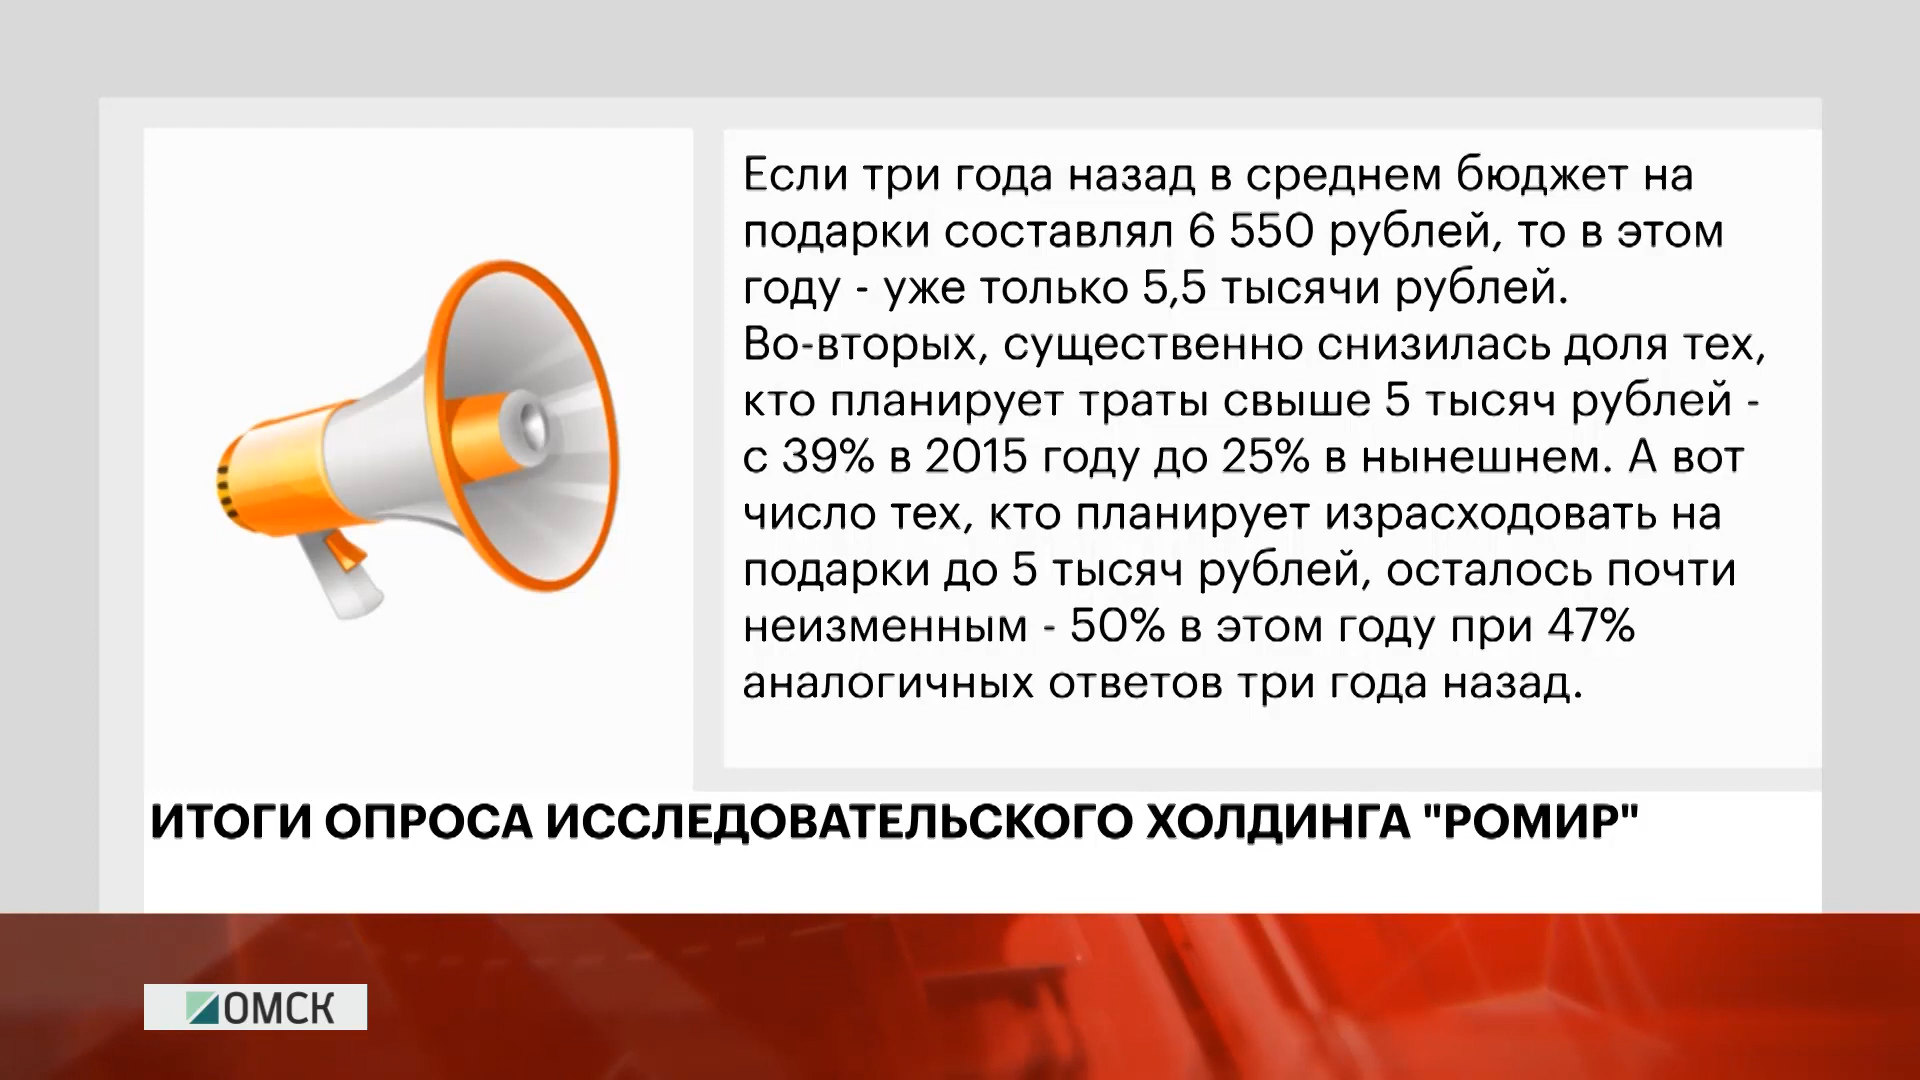 Если три года назад в среднем бюджет на
подарки составлял 6 550 рублей, то в этом
году - уже только 5,5 тысячи рублей.
Во-вторых, существенно снизилась доля тех,
кто планирует траты свыше 5 тысяч рублей -
с 39% в 2015 году до 25% в нынешнем. А вот
число тех, кто планирует израсходовать на
подарки до 5 тысяч рублей, осталось почти
неизменным - 50% в этом году при 47%
аналогичных ответов три года назад.
ИТОГИ ОПРОСА ИССЛЕДОВАТЕЛЬСКОГО ХОЛДИНГА "РОМИР"
ОМСК